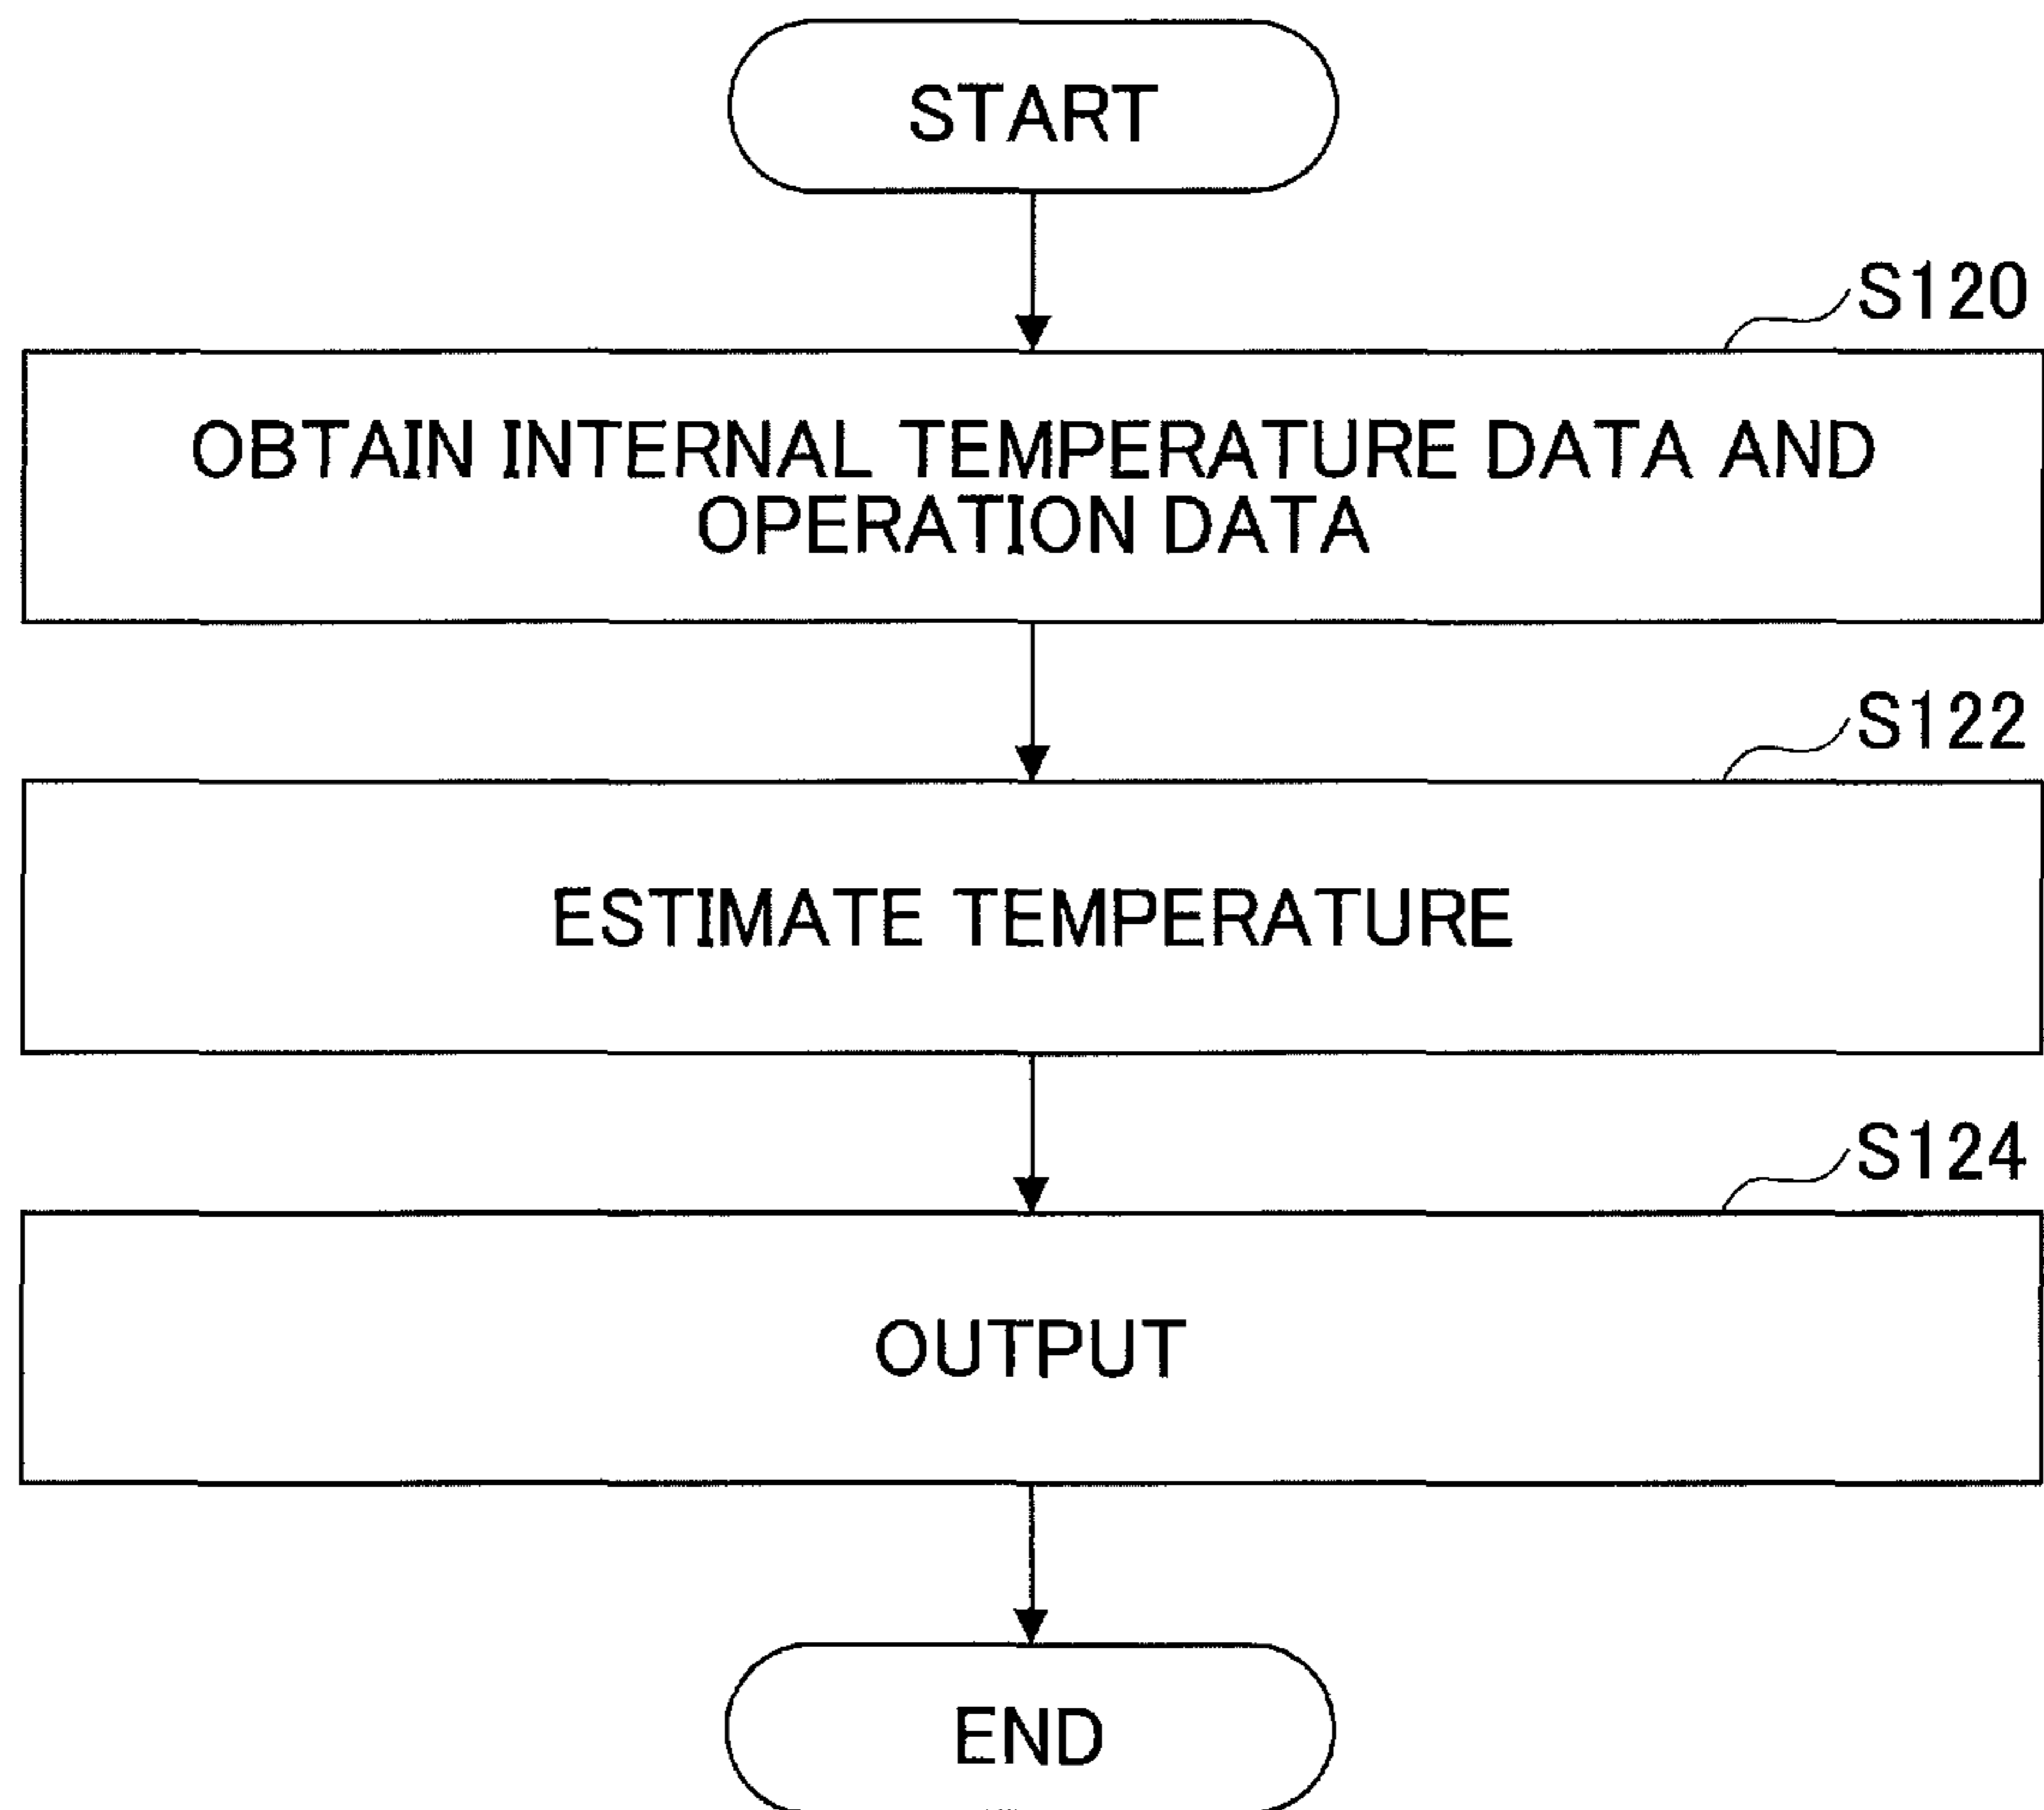 START
S120
OBTAIN INTERNAL TEMPERATURE DATA AND
OPERATION DATA
S122
ESTIMATE TEMPERATURE
S124
OUTPUT
END